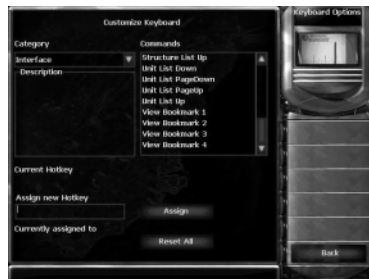 Keyboard Options
Customize Keyboard
Category
Commands
Interface
Description
Structure List Up
Unit List Down
Unit List PageDown
Unit List PageUp
Unit List Up
View Bookmark 1
View Bookmark 2
View Bookmark 3
View Bookmark 4
Current Hotkey
Assign new Hotkey
Assign
Currently assigned to
Reset All
Back